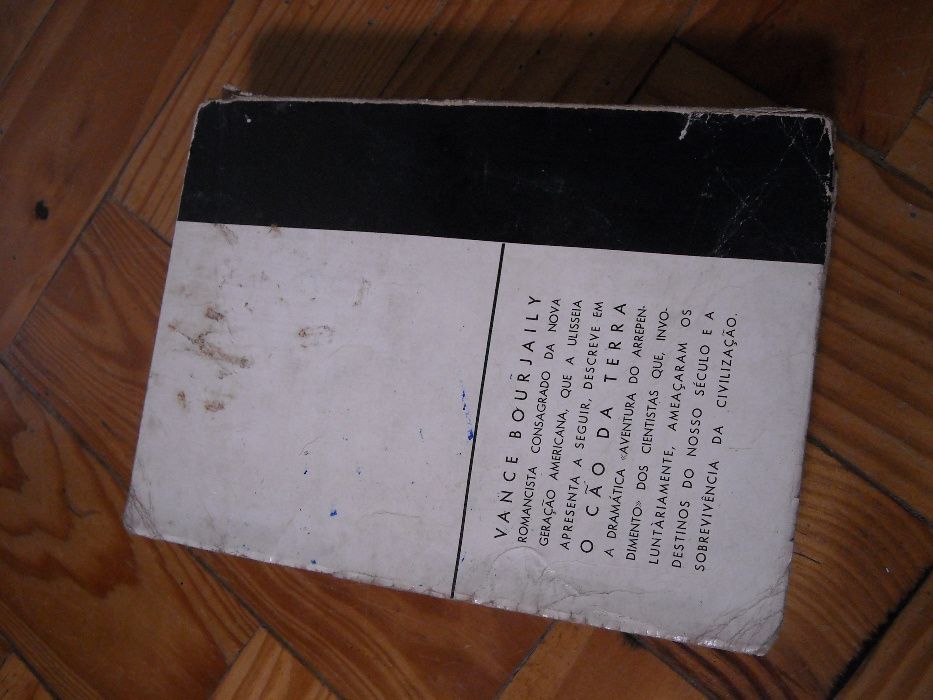 VANCE BOURJAILY
ROMANCISTA CONSAGRADO DA NOVA
GERAÇÃO AMERICANA, QUE A ULISSEIA
APRESENTA A SEGUIR, DESCREVE EM
O CÃO DA TERRA
A DRAMÁTICA «AVENTURA DO ARREPEN-
DIMENTO» DOS CIENTISTAS QUE, INVO-
LUNTÀRIAMENTE, AMEAÇARAM OS
DESTINOS DO NOSSO SÉCULO E A
SOBREVIVÊNCIA DA CIVILIZAÇÃO.